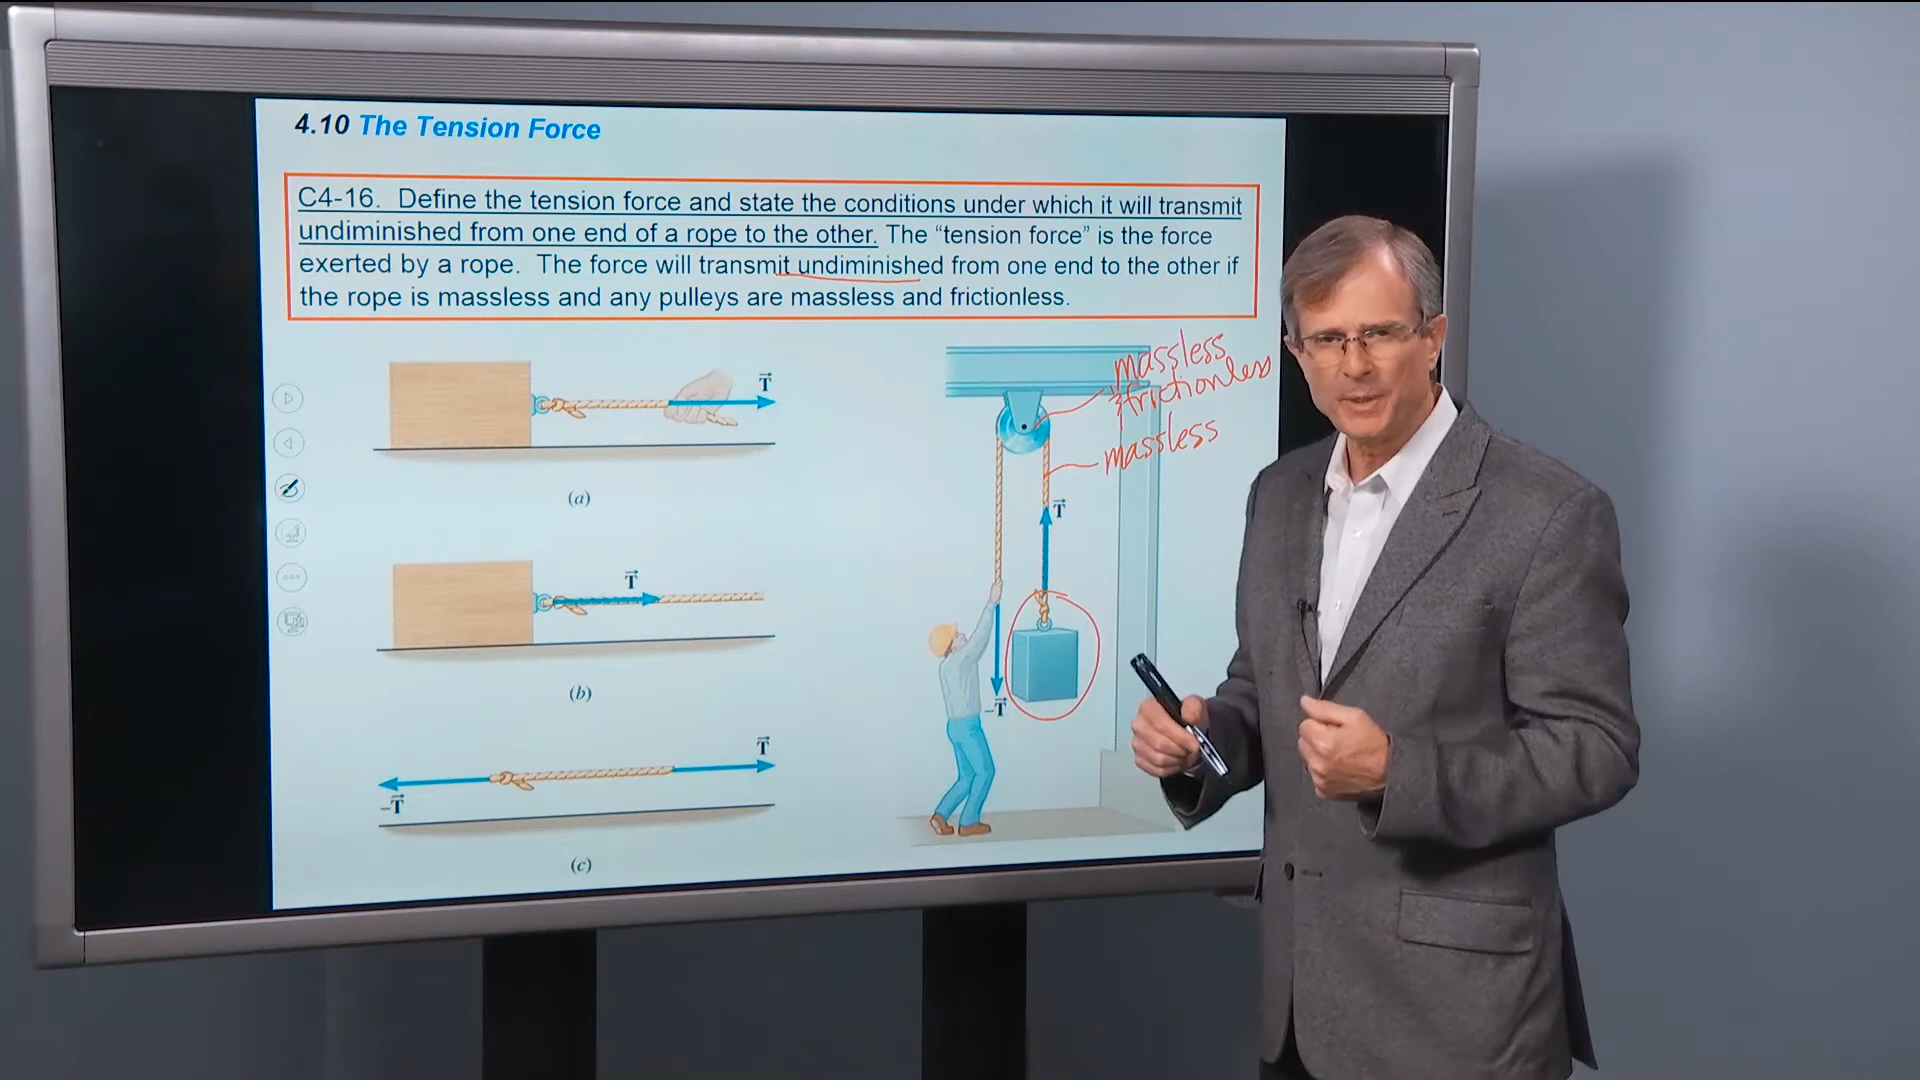 4.10 The Tension Force
C4-16. Define the tension force and state the conditions under which it will transmit
undiminished from one end of a rope to the other. The “tension force” is the force
exerted by a rope. The force will transmit undiminished from one end to the other if
the rope is massless and any pulleys are massless and frictionless.
massless
& frictionless
massless
T⃗
(a)
T⃗
T⃗
(b)
-T⃗
T⃗
-T⃗
(c)